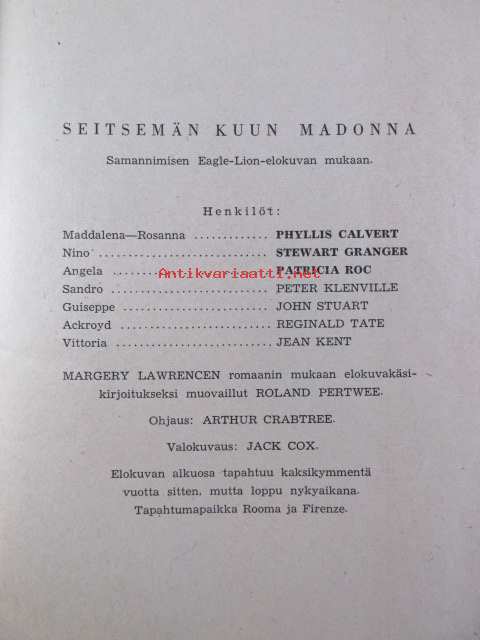 SEITSEMÄN KUUN MADONNA
Samannimisen Eagle-Lion-elokuvan mukaan.
Henkilöt:
Maddalena—Rosanna ............ PHYLLIS CALVERT
Nino ............................ STEWART GRANGER
Angela ......................... PATRICIA ROC
Antikvariaatti.net
Sandro ......................... PETER KLENVILLE
Guiseppe ........................ JOHN STUART
Ackroyd ......................... REGINALD TATE
Vittoria ......................... JEAN KENT
MARGERY LAWRENCEN romaanin mukaan elokuvakäsi-
kirjoitukseksi muovaillut ROLAND PERTWEE.
Ohjaus: ARTHUR CRABTREE.
Valokuvaus: JACK COX.
Elokuvan alkuosa tapahtuu kaksikymmentä
vuotta sitten, mutta loppu nykyaikana.
Tapahtumapaikka Rooma ja Firenze.